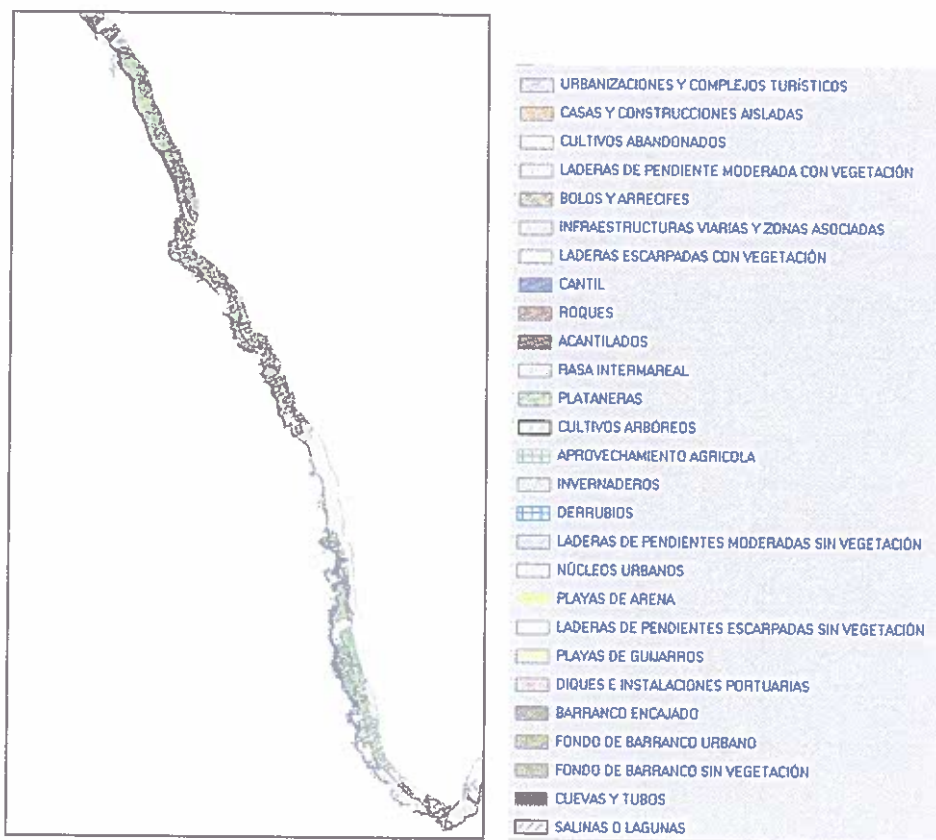 URBANIZACIONES Y COMPLEJOS TURÍSTICOS
CASAS Y CONSTRUCCIONES AISLADAS
CULTIVOS ABANDONADOS
LADERAS DE PENDIENTE MODERADA CON VEGETACIÓN
BOLOS Y ARRECIFES
INFRAESTRUCTURAS VIARIAS Y ZONAS ASOCIADAS
LADERAS ESCARPADAS CON VEGETACIÓN
CANTIL
ROQUES
ACANTILADOS
RASA INTERMAREAL
PLATANERAS
CULTIVOS ARBÓREOS
APROVECHAMIENTO AGRICOLA
INVERNADEROS
DERRUBIOS
LADERAS DE PENDIENTES MODERADAS SIN VEGETACIÓN
NÚCLEOS URBANOS
PLAYAS DE ARENA
LADERAS DE PENDIENTES ESCARPADAS SIN VEGETACIÓN
PLAYAS DE GUIJARROS
DIQUES E INSTALACIONES PORTUARIAS
BARRANCO ENCAJADO
FONDO DE BARRANCO URBANO
FONDO DE BARRANCO SIN VEGETACIÓN
CUEVAS Y TUBOS
SALINAS O LAGUNAS